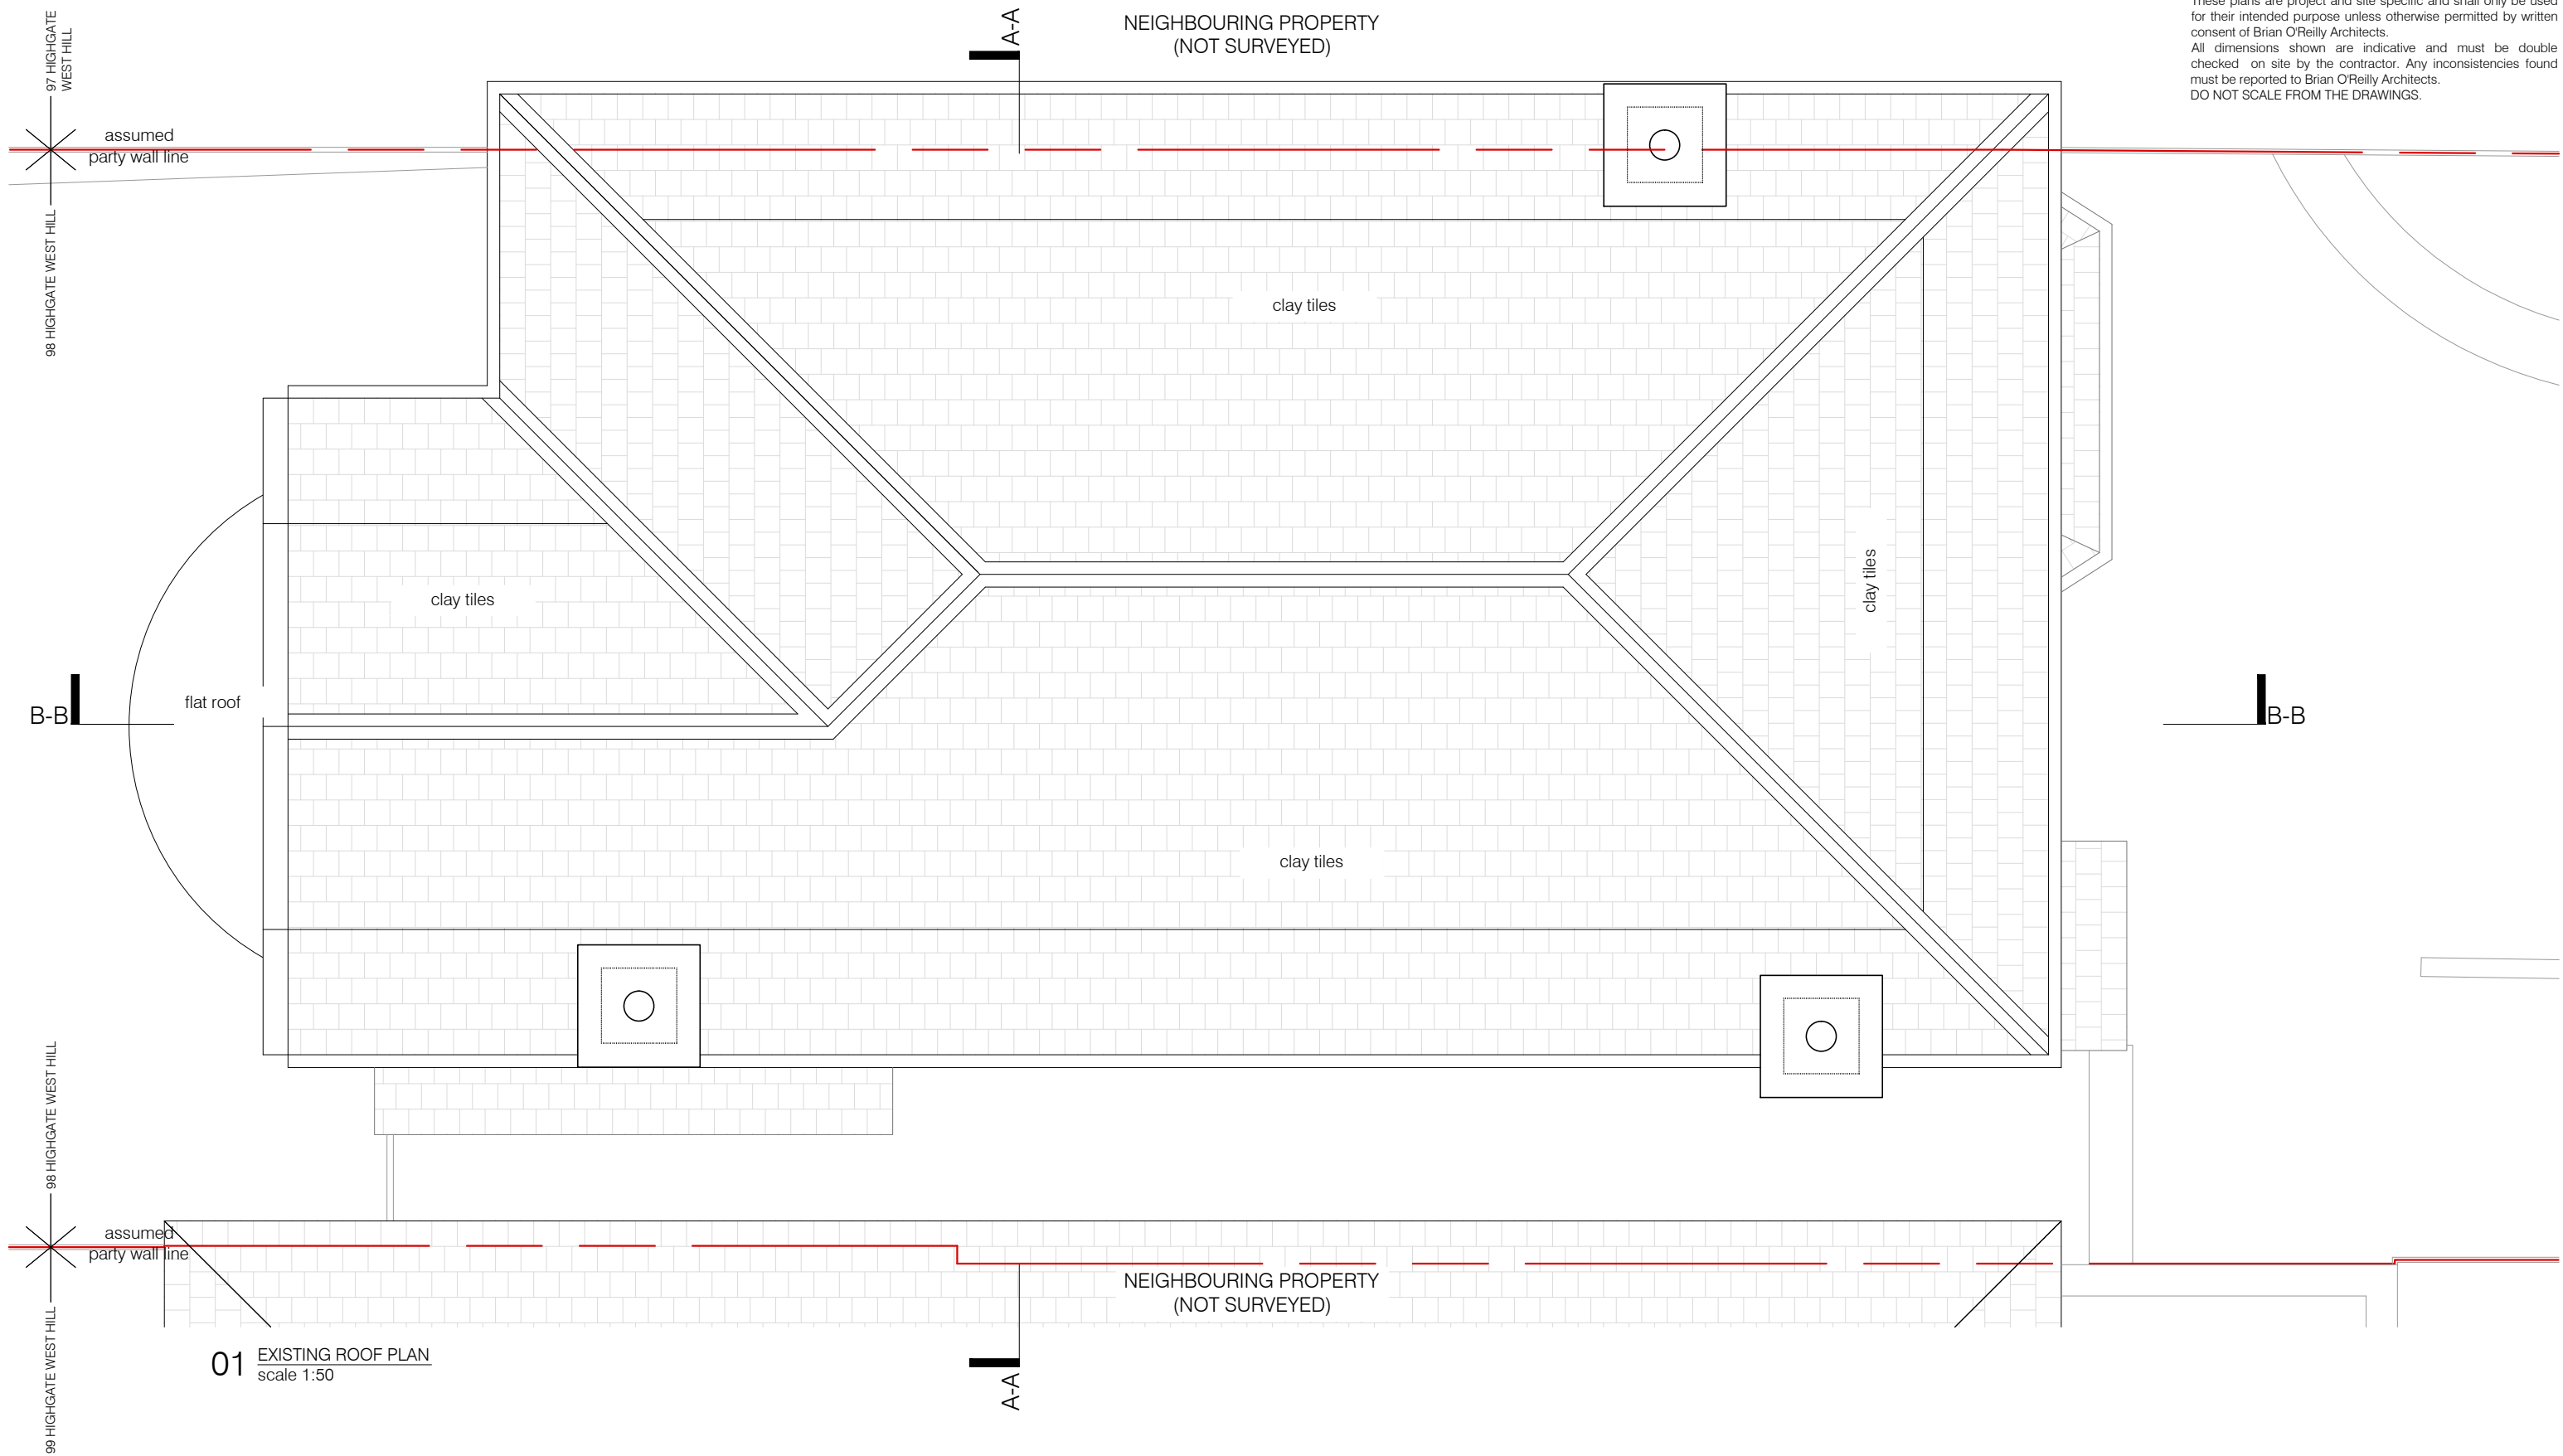 These plans are project and site specific and shall only be used
for their intended purpose unless otherwise permitted by written
consent of Brian O'Reilly Architects.
All dimensions shown are indicative and must be double
checked on site by the contractor. Any inconsistencies found
must be reported to Brian O'Reilly Architects.
DO NOT SCALE FROM THE DRAWINGS.
97 HIGHGATE
WEST HILL
A-A
NEIGHBOURING PROPERTY
(NOT SURVEYED)
assumed
party wall line
98 HIGHGATE WEST HILL
clay tiles
clay tiles
clay tiles
flat roof
B-B
B-B
clay tiles
98 HIGHGATE WEST HILL
assumed
party wall line
NEIGHBOURING PROPERTY
(NOT SURVEYED)
99 HIGHGATE WEST HILL
01 EXISTING ROOF PLAN
scale 1:50
A-A